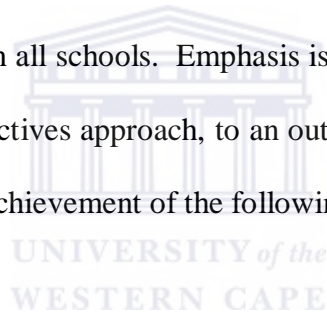 all schools. Emphasis is
ctives approach, to an out
chievement of the followin
UNIVERSITY of the
WESTERN CAPE